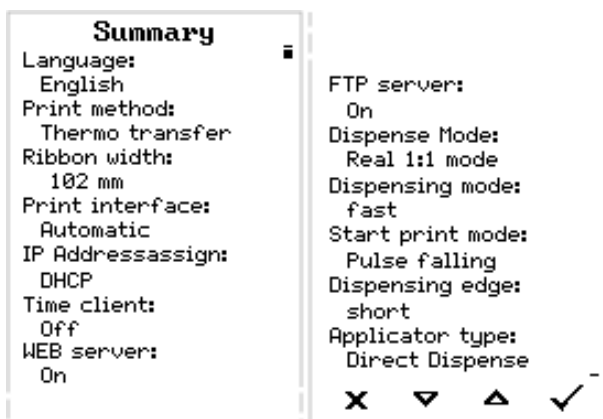 Summary
Language:
English
Print method:
Thermo transfer
Ribbon width:
102 mm
Print interface:
Automatic
IP Addressassign:
DHCP
Time client:
Off
WEB server:
On
FTP server:
On
Dispense Mode:
Real 1:1 mode
Dispensing mode:
fast
Start print mode:
Pulse falling
Dispensing edge:
short
Applicator type:
Direct Dispense